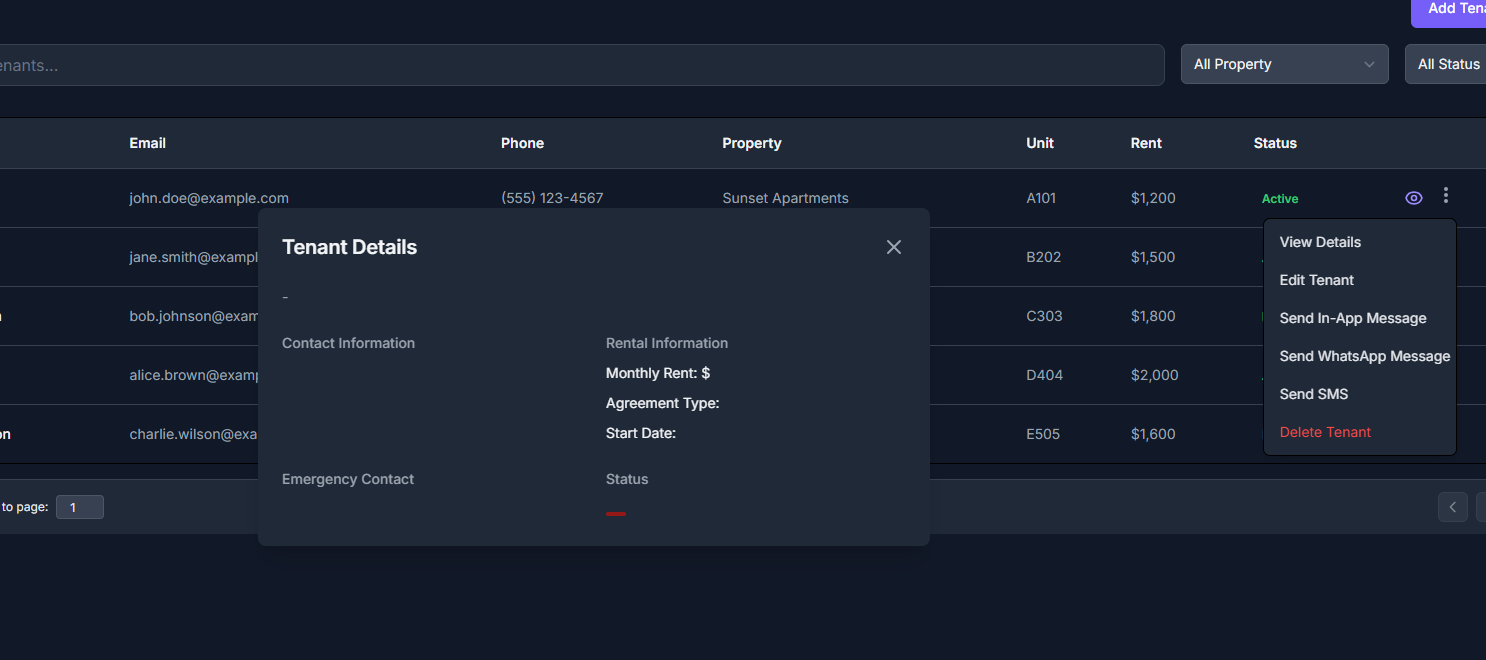 Add
enants...
All Property
All Status
Email Phone Property Unit Rent Status
john.doe@example.com (555) 123-4567 Sunset Apartments A101 $1,200 Active
Tenant Details
-
Contact Information
Emergency Contact
Rental Information
Monthly Rent: $
Agreement Type:
Start Date:
Status
jane.smith@exampl B202 $1,500
bob.johnson@exam C303 $1,800
alice.brown@examp D404 $2,000
on charlie.wilson@exa E505 $1,600
View Details
Edit Tenant
Send In-App Message
Send WhatsApp Message
Send SMS
Delete Tenant
to page: 1